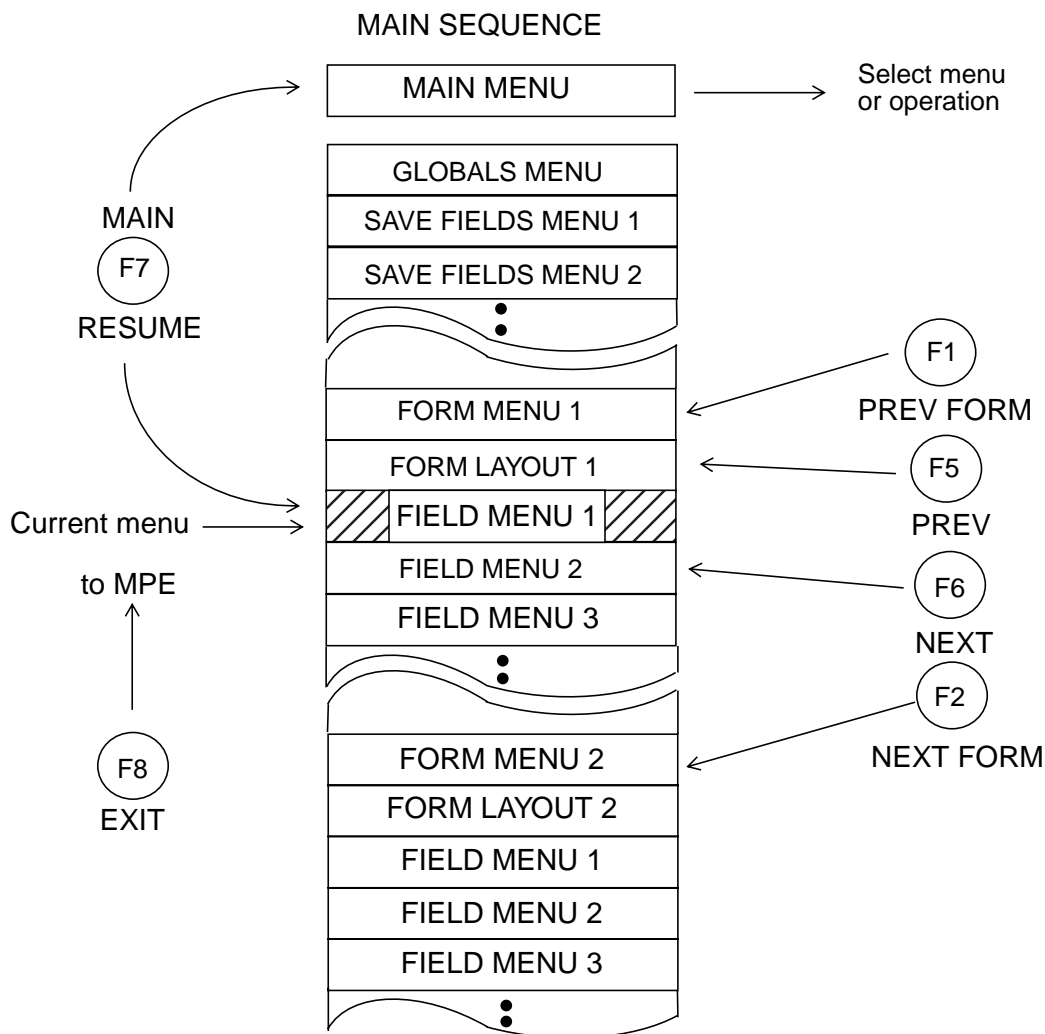 MAIN SEQUENCE
MAIN MENU
Select menu
or operation
GLOBALS MENU
SAVE FIELDS MENU 1
SAVE FIELDS MENU 2
MAIN
F7
RESUME
FORM MENU 1
FORM LAYOUT 1
FIELD MENU 1
FIELD MENU 2
FIELD MENU 3
F1
PREV FORM
F5
PREV
F6
NEXT
F2
NEXT FORM
Current menu
to MPE
F8
EXIT
FORM MENU 2
FORM LAYOUT 2
FIELD MENU 1
FIELD MENU 2
FIELD MENU 3